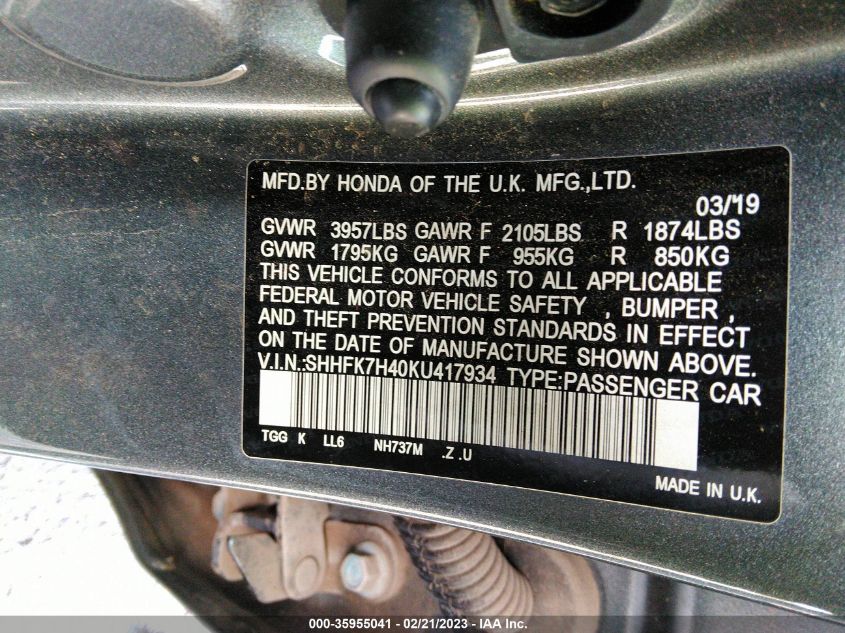 MFD.BY HONDA OF THE U.K. MFG.,LTD.
03/'19
GVWR 3957LBS GAWR F 2105LBS R 1874LBS
GVWR 1795KG GAWR F 955KG R 850KG
THIS VEHICLE CONFORMS TO ALL APPLICABLE
FEDERAL MOTOR VEHICLE SAFETY , BUMPER ,
AND THEFT PREVENTION STANDARDS IN EFFECT
ON THE DATE OF MANUFACTURE SHOWN ABOVE.
V.I.N.:SHHFK7H40KU417934 TYPE:PASSENGER CAR
TGG K LL6 NH737M .Z .U
MADE IN U.K.
000-35955041 - 02/21/2023 - IAA Inc.